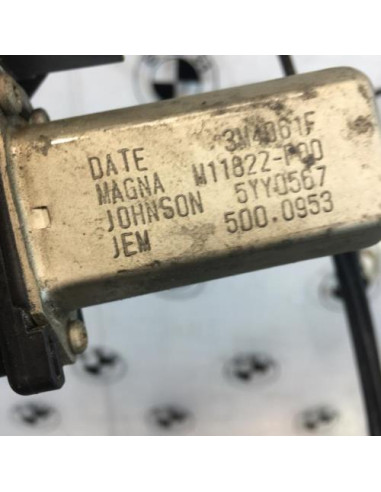 DATE 3M4061F
MAGNA M11822-P00
JOHNSON 5YY0567
JEM 500.0953